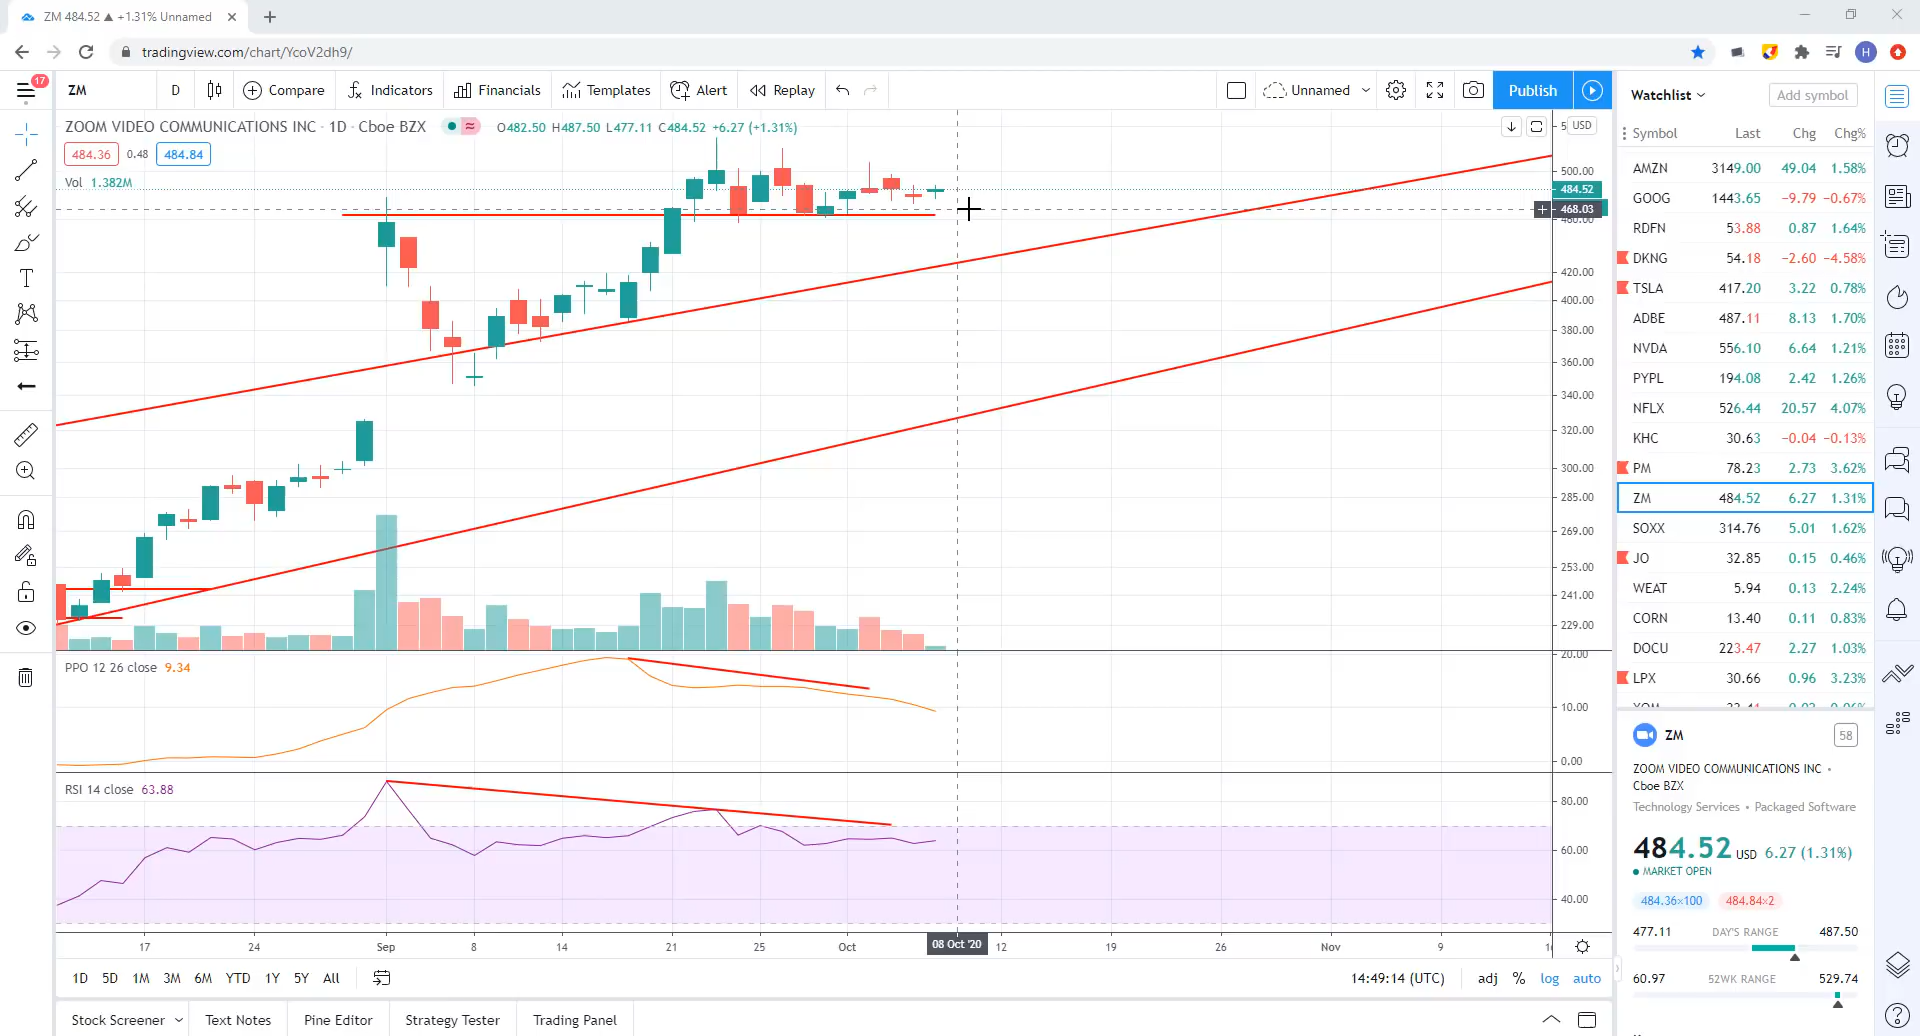 ZM 484.52 ▲ +1.31% Unnamed
tradingview.com/chart/YcoV2dh9/
H
17
ZM D Compare Indicators Financials Templates Alert Replay Unnamed Publish
ZOOM VIDEO COMMUNICATIONS INC · 1D · Cboe BZX O482.50 H487.50 L477.11 C484.52 +6.27 (+1.31%)
484.36 0.48 484.84
Vol 1.382M
USD
500.00
484.52
468.03
420.00
400.00
380.00
360.00
340.00
320.00
300.00
285.00
269.00
253.00
241.00
229.00
PPO 12 26 close 9.34
20.00
10.00
0.00
RSI 14 close 63.88
80.00
60.00
40.00
17 24 Sep 8 14 21 25 Oct 08 Oct '20 12 19 26 Nov 9
1D 5D 1M 3M 6M YTD 1Y 5Y All 14:49:14 (UTC) adj % log auto
Stock Screener Text Notes Pine Editor Strategy Tester Trading Panel
Watchlist Add symbol
Symbol Last Chg Chg%
AMZN 3149.00 49.04 1.58%
GOOG 1443.65 −9.79 −0.67%
RDFN 53.88 0.87 1.64%
DKNG 54.18 −2.60 −4.58%
TSLA 417.20 3.22 0.78%
ADBE 487.11 8.13 1.70%
NVDA 556.10 6.64 1.21%
PYPL 194.08 2.42 1.26%
NFLX 526.44 20.57 4.07%
KHC 30.63 −0.04 −0.13%
PM 78.23 2.73 3.62%
ZM 484.52 6.27 1.31%
SOXX 314.76 5.01 1.62%
JO 32.85 0.15 0.46%
WEAT 5.94 0.13 2.24%
CORN 13.40 0.11 0.83%
DOCU 223.47 2.27 1.03%
LPX 30.66 0.96 3.23%
ZM 58
ZOOM VIDEO COMMUNICATIONS INC •
Cboe BZX
Technology Services • Packaged Software
484.52 USD 6.27 (1.31%)
MARKET OPEN
484.36×100 484.84×2
477.11 DAY'S RANGE 487.50
60.97 52WK RANGE 529.74